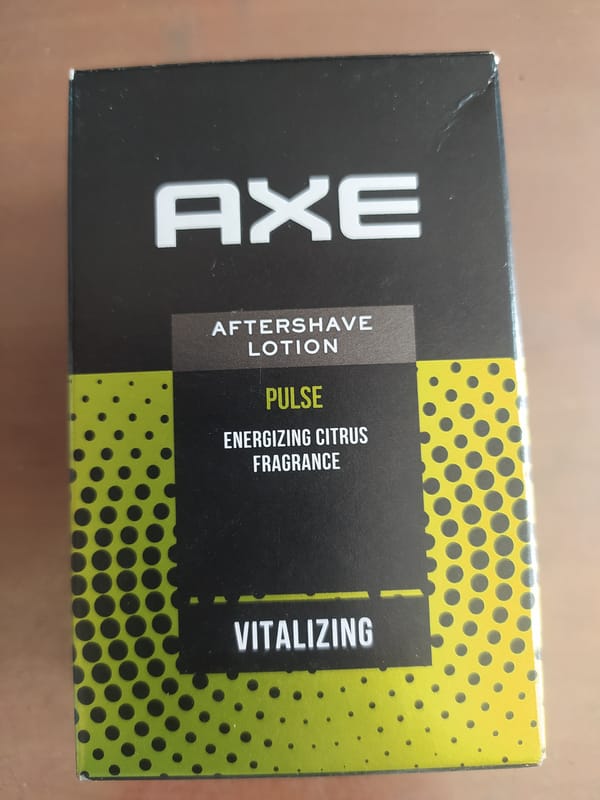 AXE
AFTERSHAVE
LOTION
PULSE
ENERGIZING CITRUS
FRAGRANCE
VITALIZING